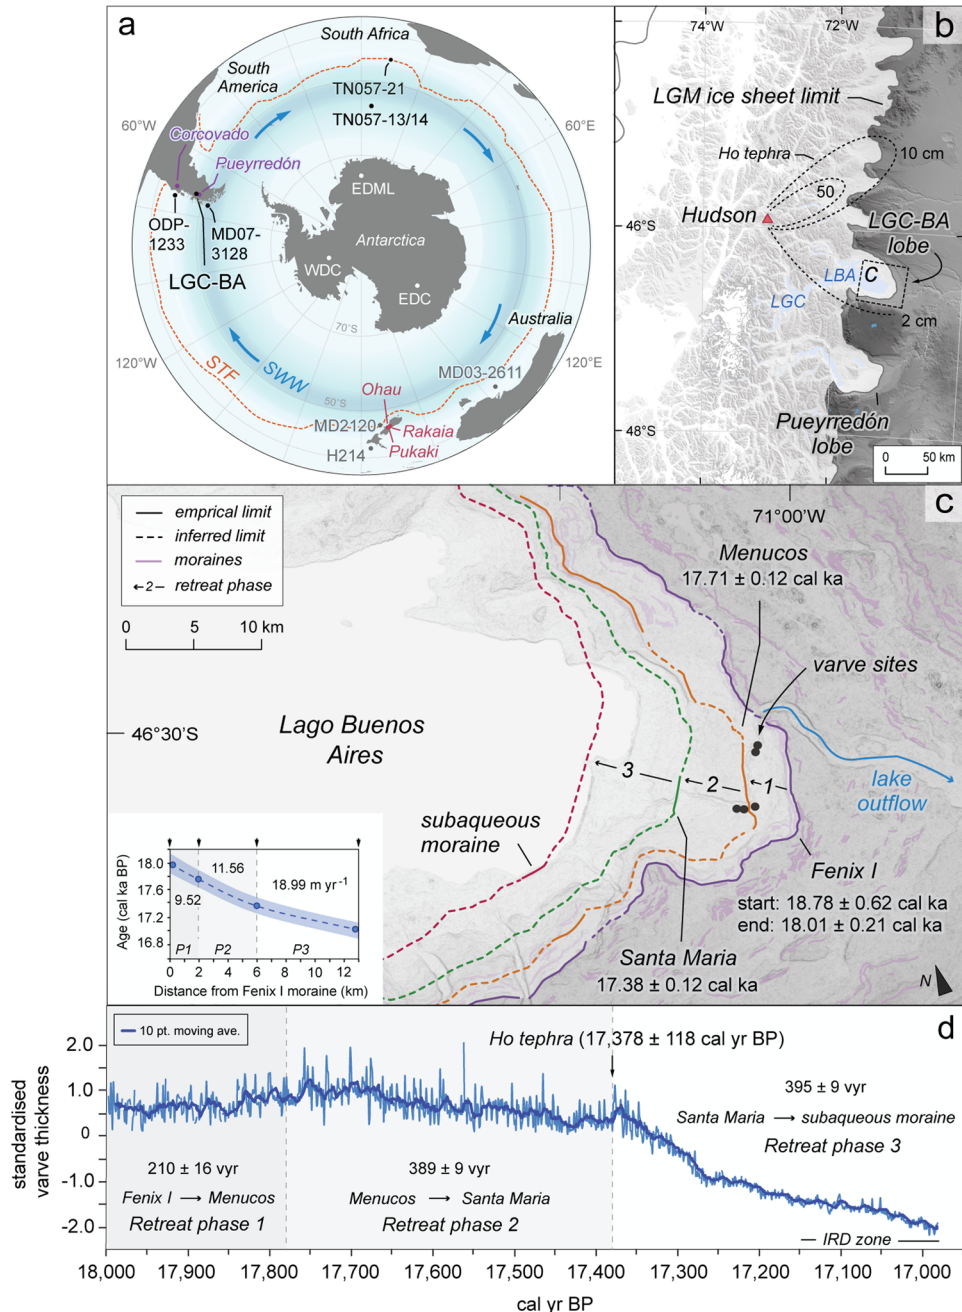 a
South Africa
South
America
TN057-21
TN057-13/14
60°W
60°E
Corcovado
Pueyrredón
EDML
ODP-
1233
MD07-
3128
LGC-BA
Antarctica
WDC
EDC
Australia
70°S
120°W
120°E
STF
SWW
MD03-2611
Ohau
50°S
MD2120
Rakaia
Pukaki
H214
74°W
72°W
b
LGM ice sheet limit
Ho tephra
10 cm
50
Hudson
46°S
LGC-BA
lobe
LBA
C
LGC
2 cm
Pueyrredón
lobe
48°S
0
50 km
c
empirical limit
inferred limit
moraines
←2– retreat phase
0
5
10 km
71°00'W
Menucos
17.71 ± 0.12 cal ka
varve sites
46°30'S
Lago Buenos
Aires
3
2
1
lake
outflow
subaqueous
moraine
Fenix I
start: 18.78 ± 0.62 cal ka
end: 18.01 ± 0.21 cal ka
Santa Maria
17.38 ± 0.12 cal ka
N
Age (cal ka BP)
18.0
17.6
17.2
16.8
11.56
18.99 m yr⁻¹
9.52
P1
P2
P3
0
2
4
6
8
10
12
Distance from Fenix I moraine (km)
d
10 pt. moving ave.
Ho tephra (17,378 ± 118 cal yr BP)
standardised
varve thickness
2.0
1.0
0
-1.0
-2.0
395 ± 9 vyr
Santa Maria → subaqueous moraine
Retreat phase 3
210 ± 16 vyr
Fenix I → Menucos
Retreat phase 1
389 ± 9 vyr
Menucos → Santa Maria
Retreat phase 2
IRD zone
18,000
17,900
17,800
17,700
17,600
17,500
17,400
17,300
17,200
17,100
17,000
cal yr BP